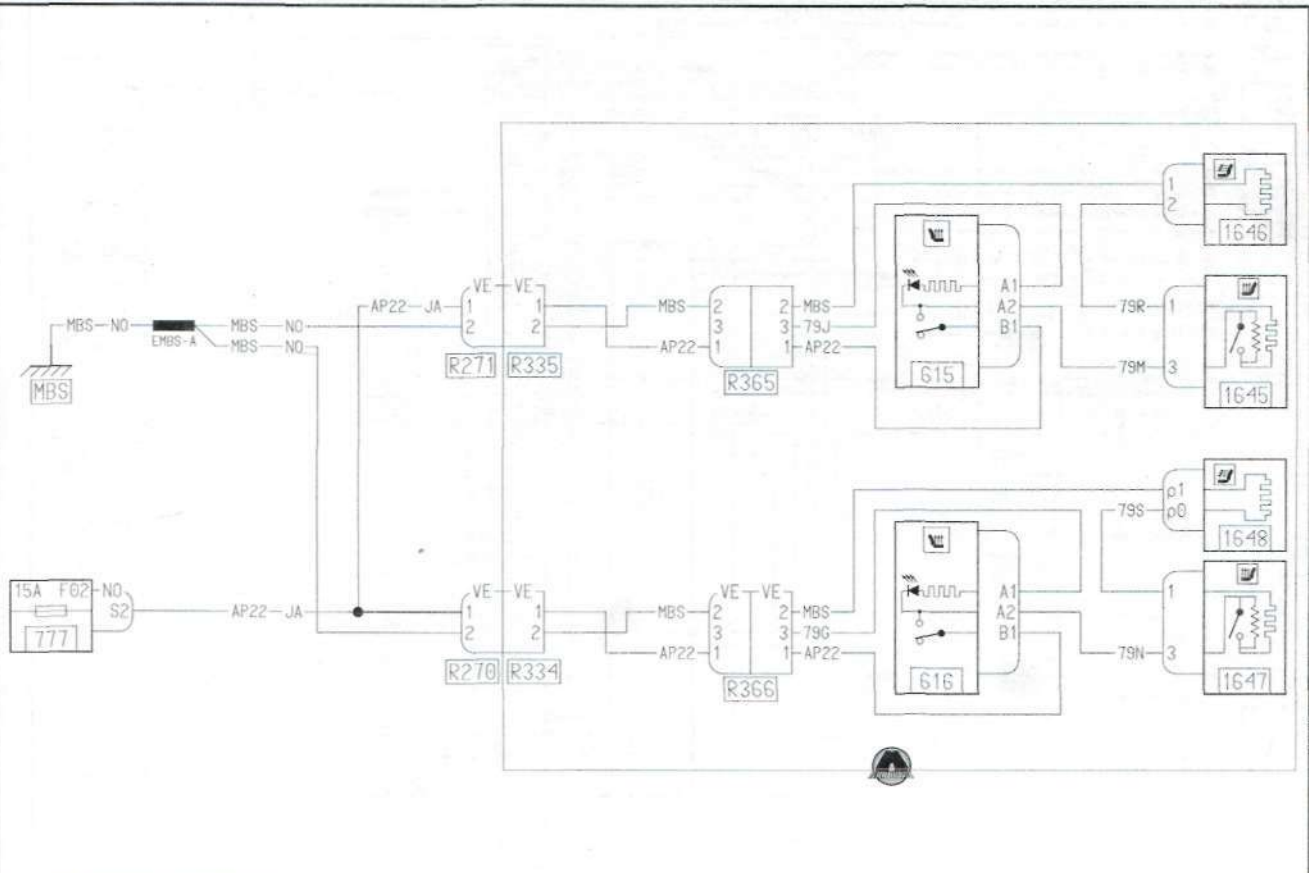 1
2
1646
VE VE
A1
AP22 JA 1 1 MBS 2 2 MBS A2 79R 1
MBS NO MBS NO 2 2 3 3 79J B1
EMBS-A MBS NO AP22 1 1 AP22 79M 3
R271 R335 615
MBS R365 1645
p1
79S p0
1648
15A F02 NO VE VE VE VE A1 1
S2 AP22 JA 1 1 MBS 2 2 MBS A2
777 2 2 3 3 79G B1
AP22 1 1 AP22 79N 3
R270 R334 616 1647
R366